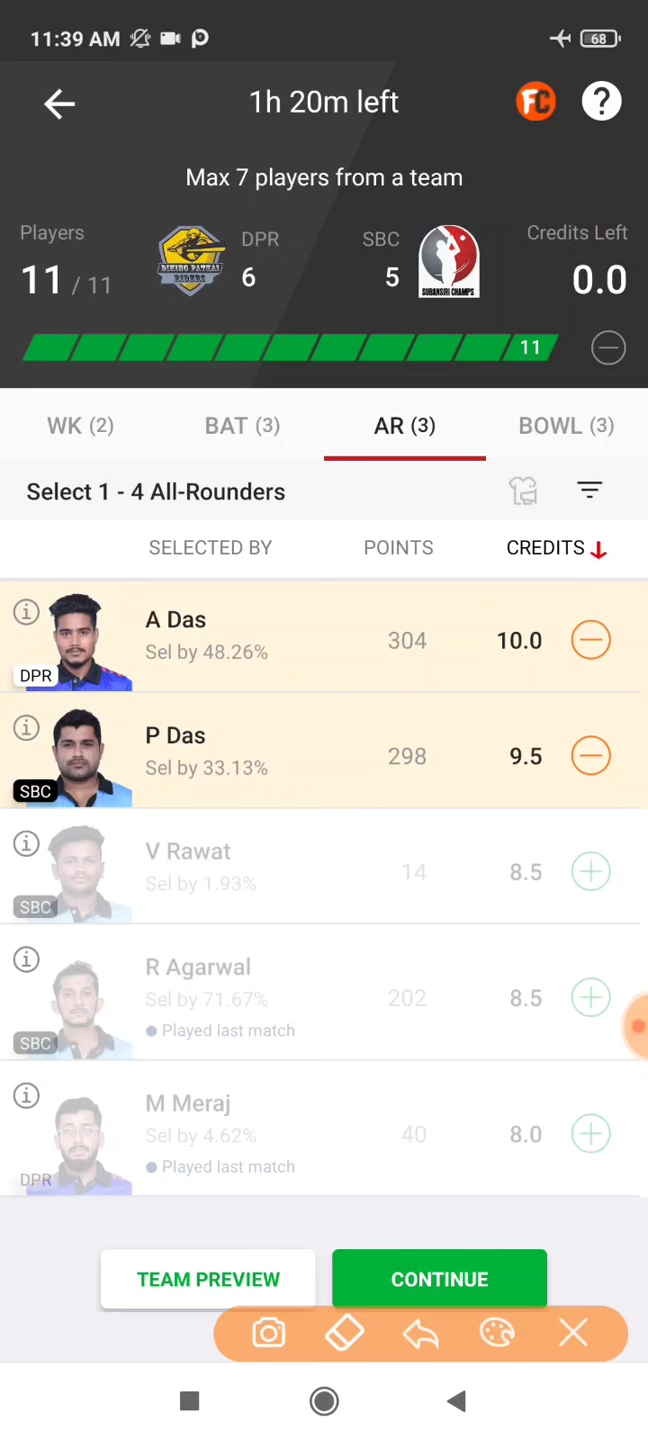 11:39 AM
68
1h 20m left
FC
?
Max 7 players from a team
Players
DPR
SBC
Credits Left
11 / 11
6
5
0.0
DIHING PATKAI
RIDERS
SUBANSIRI CHAMPS
11
WK (2)
BAT (3)
AR (3)
BOWL (3)
Select 1 - 4 All-Rounders
SELECTED BY
POINTS
CREDITS
A Das
Sel by 48.26%
304
10.0
DPR
P Das
Sel by 33.13%
298
9.5
SBC
V Rawat
Sel by 1.93%
14
8.5
SBC
R Agarwal
Sel by 71.67%
202
8.5
Played last match
SBC
M Meraj
Sel by 4.62%
40
8.0
Played last match
DPR
TEAM PREVIEW
CONTINUE